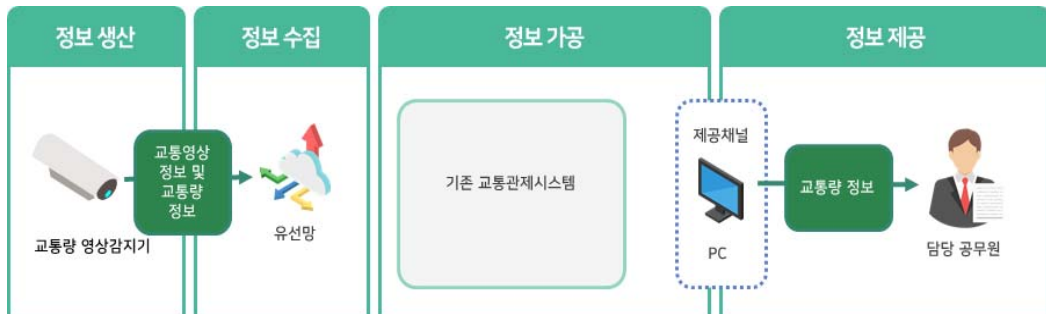 정보 생산
정보 수집
정보 가공
정보 제공
교통영상
정보 및
교통량
정보
교통량 영상감지기
유선망
기존 교통관제시스템
제공채널
PC
교통량 정보
담당 공무원